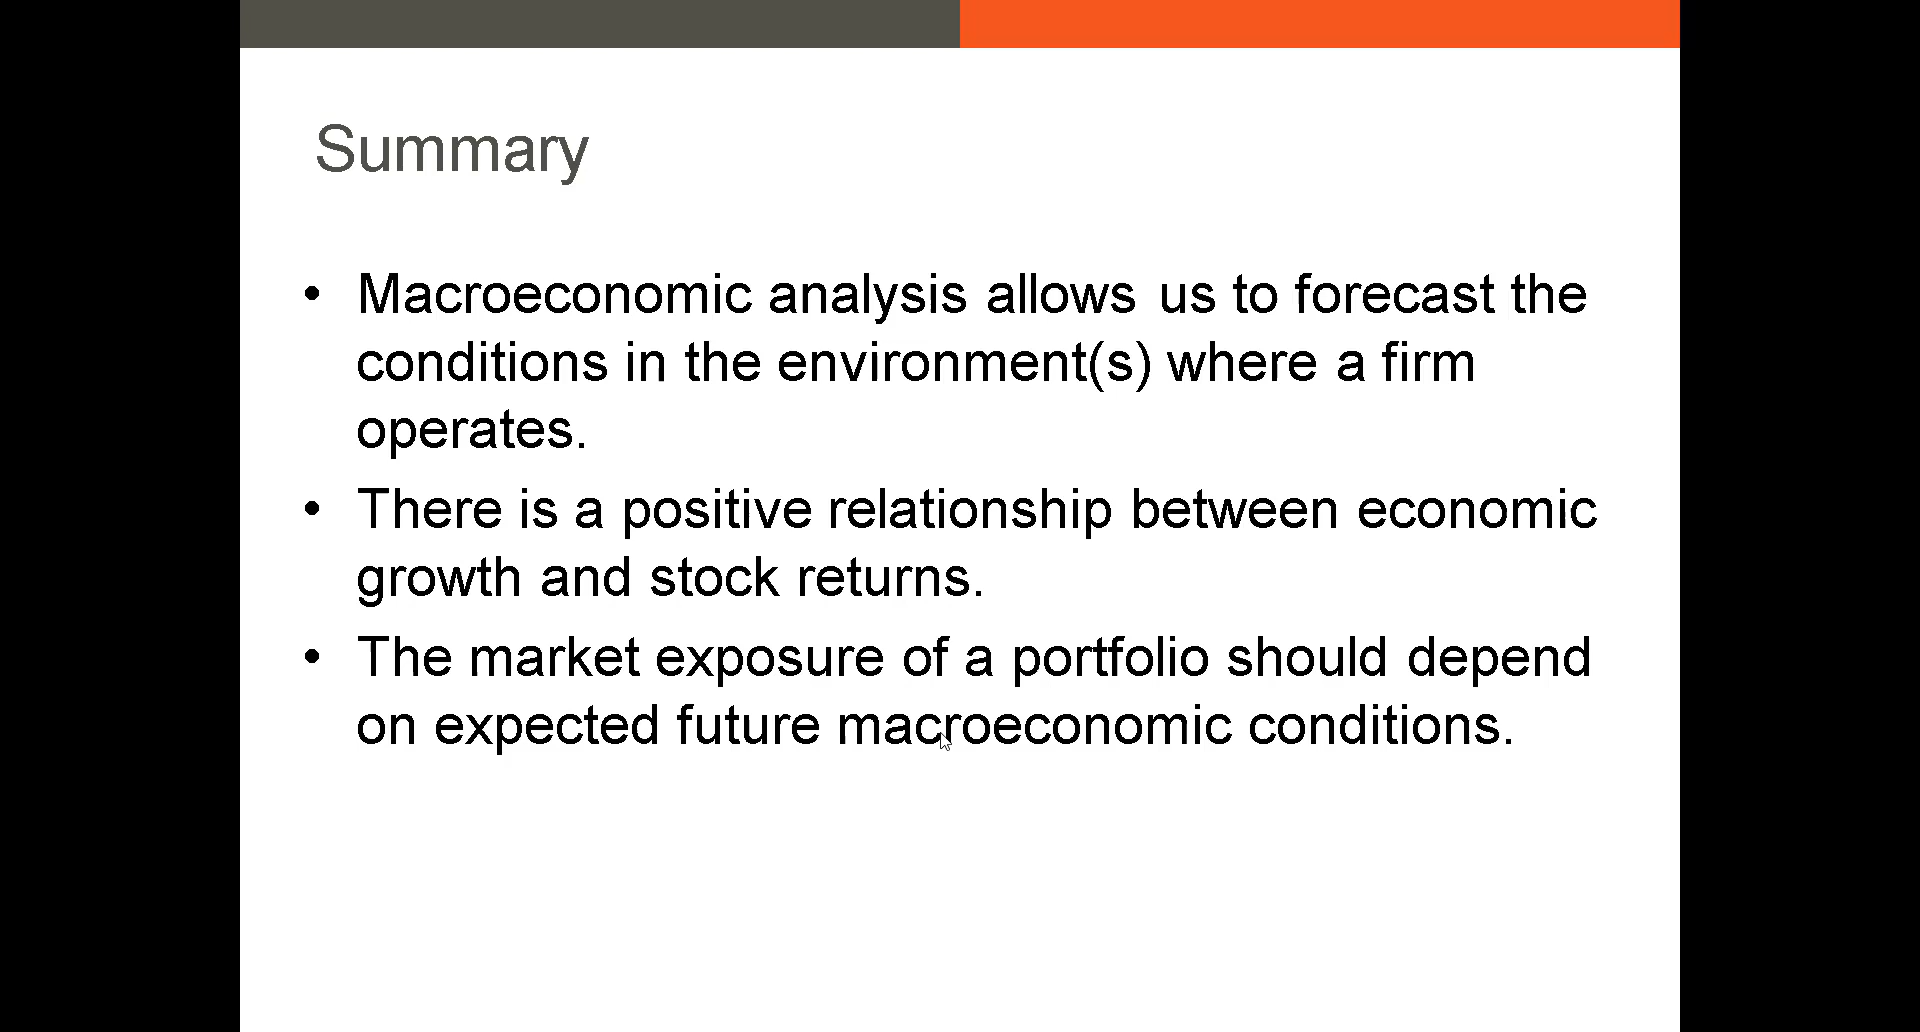 Summary
• Macroeconomic analysis allows us to forecast the
conditions in the environment(s) where a firm
operates.
• There is a positive relationship between economic
growth and stock returns.
• The market exposure of a portfolio should depend
on expected future macroeconomic conditions.